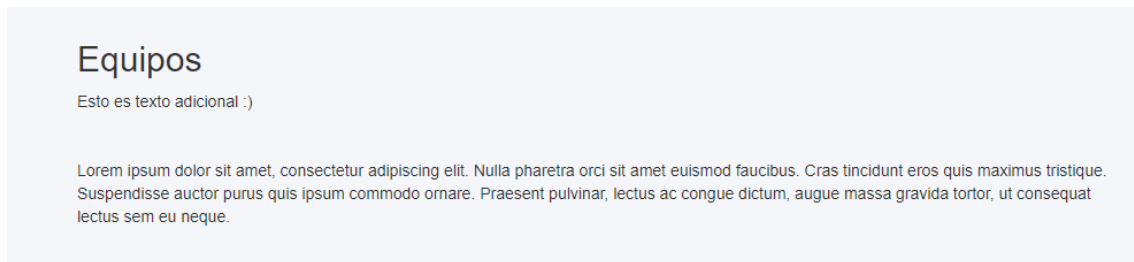 Equipos
Esto es texto adicional :)
Lorem ipsum dolor sit amet, consectetur adipiscing elit. Nulla pharetra orci sit amet euismod faucibus. Cras tincidunt eros quis maximus tristique.
Suspendisse auctor purus quis ipsum commodo ornare. Praesent pulvinar, lectus ac congue dictum, augue massa gravida tortor, ut consequat
lectus sem eu neque.